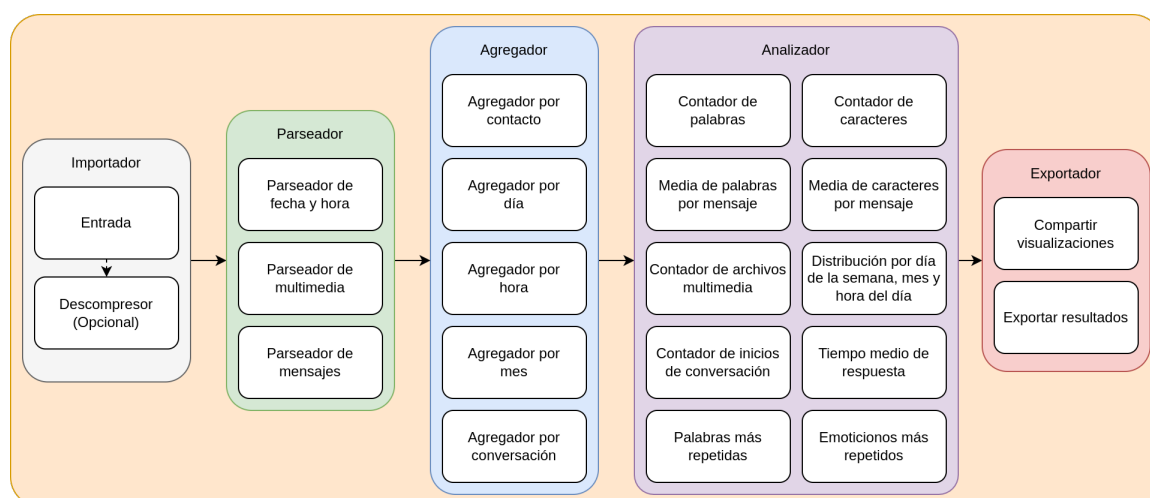 Importador
Entrada
Descompresor
(Opcional)
Parseador
Parseador de
fecha y hora
Parseador de
multimedia
Parseador de
mensajes
Agregador
Agregador por
contacto
Agregador por
día
Agregador por
hora
Agregador por
mes
Agregador por
conversación
Analizador
Contador de
palabras
Contador de
caracteres
Media de palabras
por mensaje
Media de caracteres
por mensaje
Contador de archivos
multimedia
Distribución por día
de la semana, mes y
hora del día
Contador de inicios
de conversación
Tiempo medio de
respuesta
Palabras más
repetidas
Emoticionos más
repetidos
Exportador
Compartir
visualizaciones
Exportar resultados